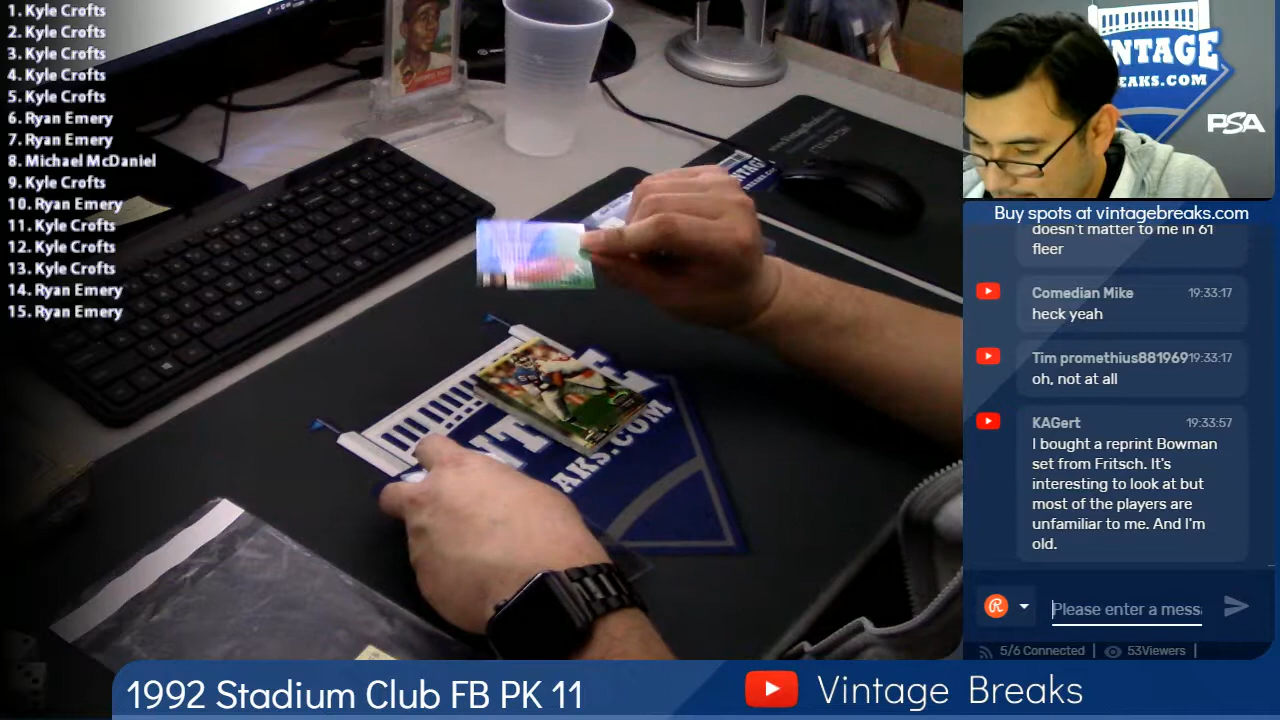 1. Kyle Crofts
2. Kyle Crofts
3. Kyle Crofts
4. Kyle Crofts
5. Kyle Crofts
6. Ryan Emery
7. Ryan Emery
8. Michael McDaniel
9. Kyle Crofts
10. Ryan Emery
11. Kyle Crofts
12. Kyle Crofts
13. Kyle Crofts
14. Ryan Emery
15. Ryan Emery
NTAGE
EAKS.COM
PSA
Buy spots at vintagebreaks.com
doesn't matter to me in 61
fleer
Comedian Mike 19:33:17
heck yeah
Tim promethius881969 19:33:17
oh, not at all
KAGert 19:33:57
I bought a reprint Bowman
set from Fritsch. It's
interesting to look at but
most of the players are
unfamiliar to me. And I'm
old.
Please enter a mess
5/6 Connected | 53Viewers |
NTAGE
NT
AKS.COM
1992 Stadium Club FB PK 11
Vintage Breaks